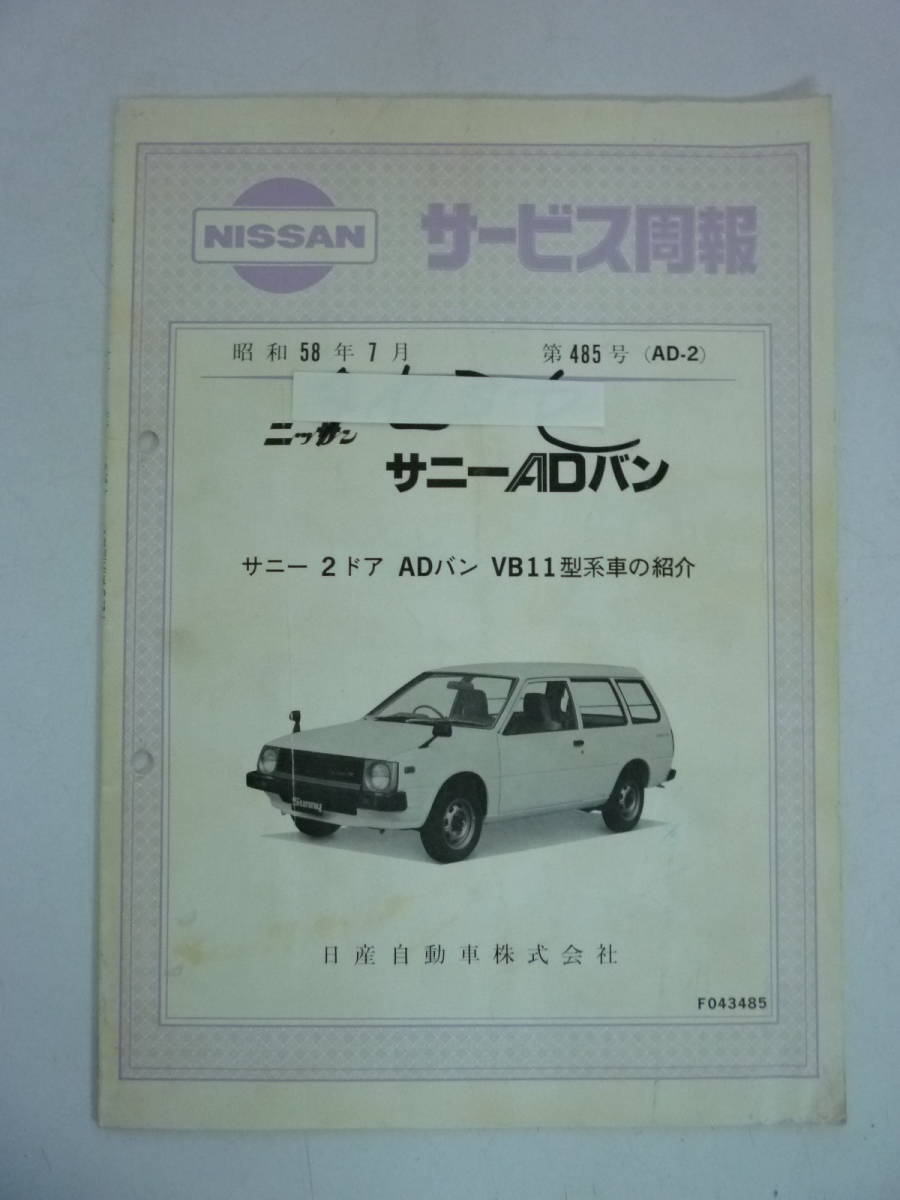 NISSAN サービス周報
昭和58年7月 第485号 (AD-2)
ニッサン
サニーADバン
サニー 2ドア ADバン VB11型系車の紹介
Sunny
日産自動車株式会社
F043485